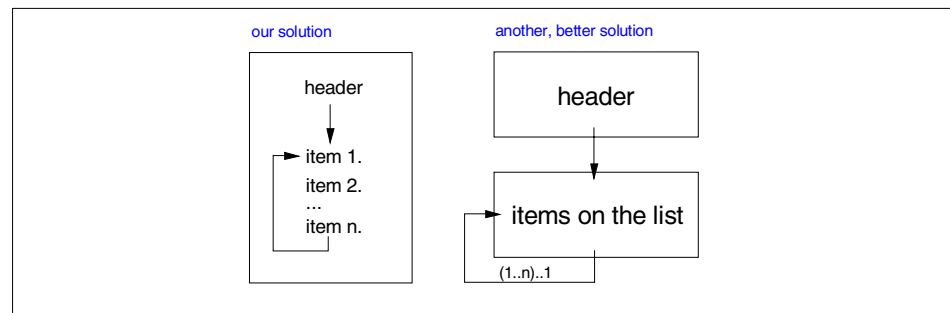 our solution
header
item 1.
item 2.
...
item n.
another, better solution
header
items on the list
(1..n)..1